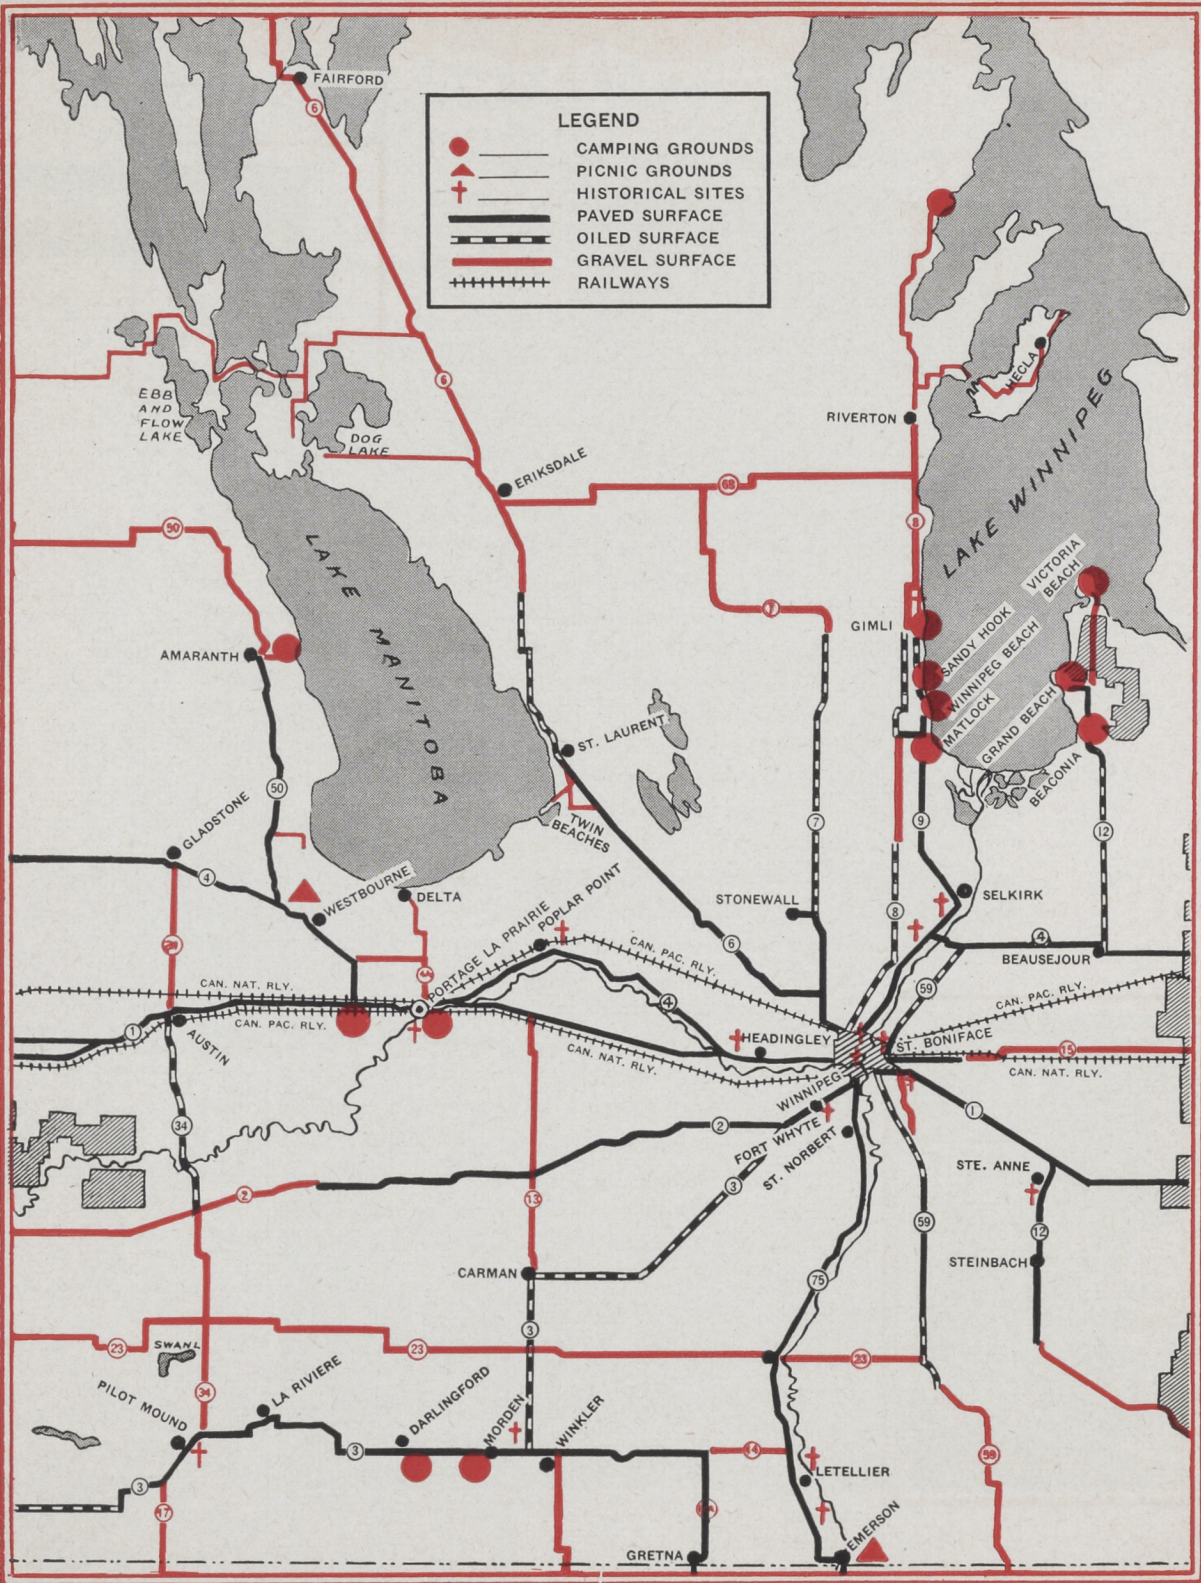 FAIRFORD
6
LEGEND
CAMPING GROUNDS
PICNIC GROUNDS
HISTORICAL SITES
PAVED SURFACE
OILED SURFACE
GRAVEL SURFACE
RAILWAYS
6
EBB
AND
FLOW
LAKE
DOG
LAKE
HECLA
RIVERTON
LAKE WINNIPEG
ERIKSDALE
68
50
8
LAKE MANITOBA
VICTORIA
BEACH
7
GIMLI
SANDY HOOK
WINNIPEG BEACH
MATLOCK
GRAND BEACH
BEACONIA
AMARANTH
ST. LAURENT
50
TWIN
BEACHES
7
9
12
GLADSTONE
4
WESTBOURNE
DELTA
STONEWALL
SELKIRK
8
PORTAGE LA PRAIRIE
POPLAR POINT
6
4
BEAUSEJOUR
CAN. PAC. RLY.
CAN. NAT. RLY.
59
CAN. PAC. RLY.
4
1
CAN. PAC. RLY.
AUSTIN
CAN. NAT. RLY.
HEADINGLEY
ST. BONIFACE
15
CAN. NAT. RLY.
WINNIPEG
1
34
2
FORT WHYTE
ST. NORBERT
STE. ANNE
2
13
3
59
12
STEINBACH
CARMAN
75
3
23
SWAN L.
23
23
PILOT MOUND
34
LA RIVIERE
DARLINGFORD
MORDEN
WINKLER
3
14
LETELLIER
59
3
EMERSON
GRETNA